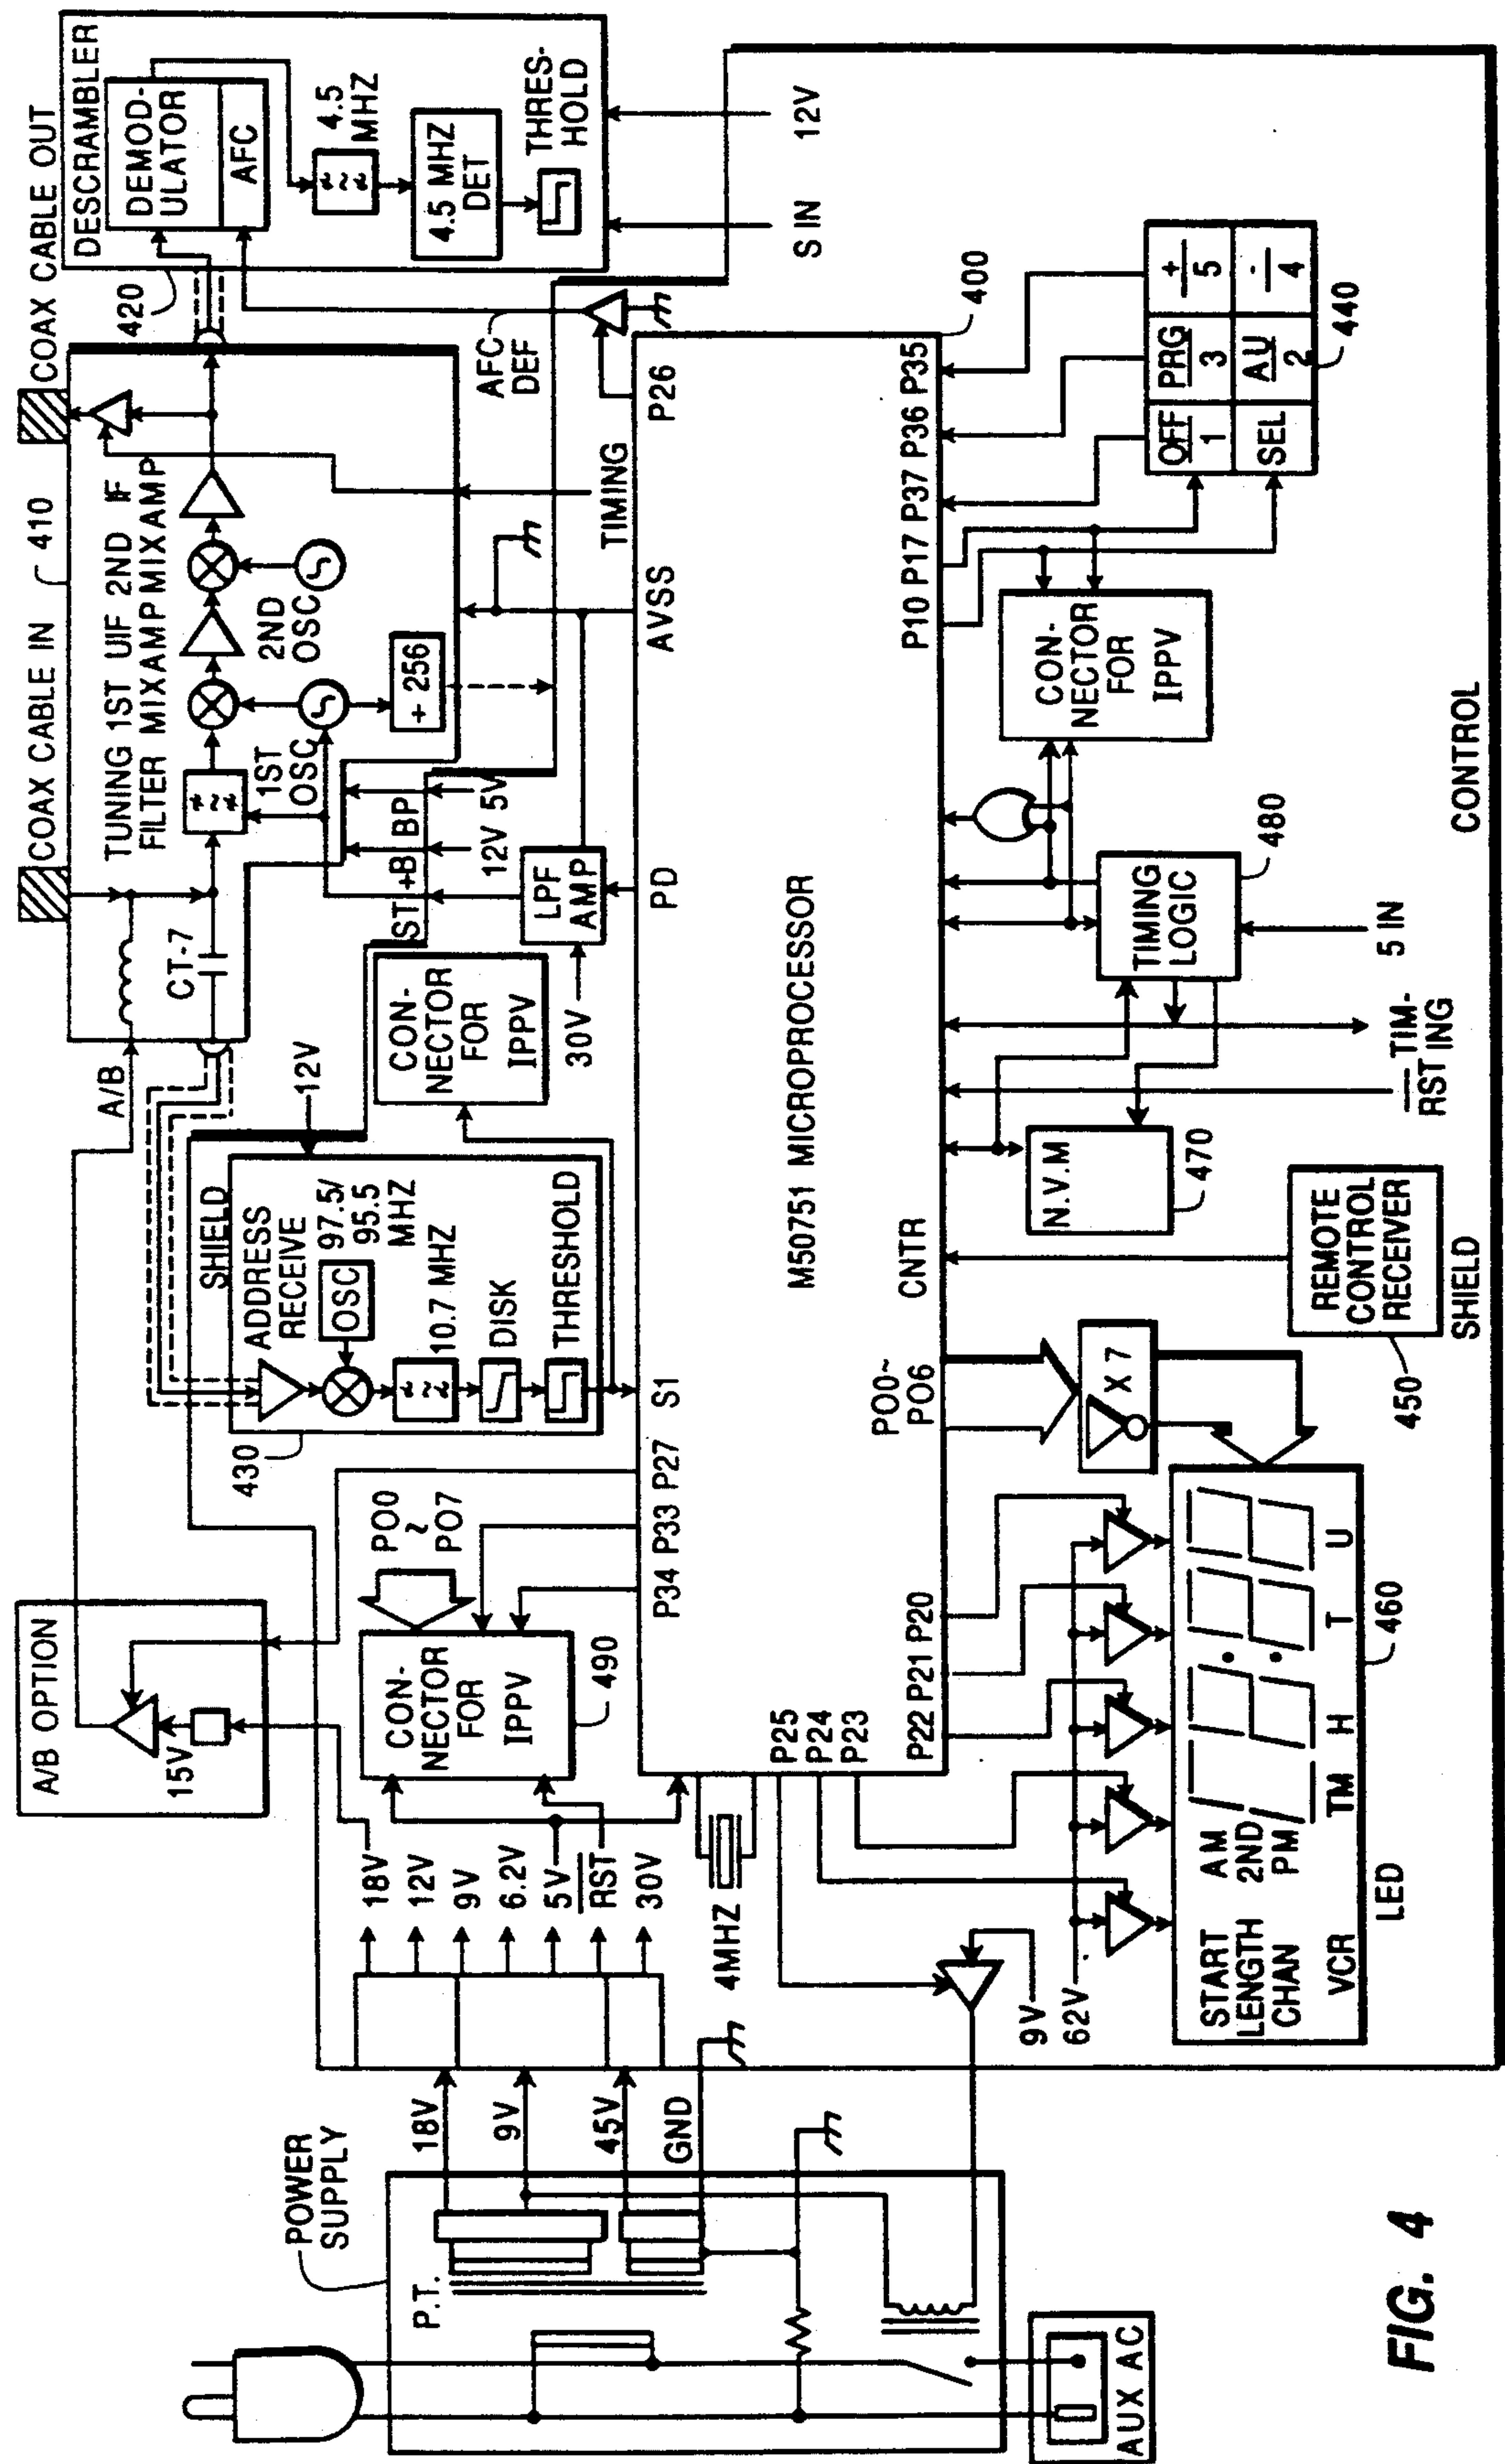 COAX CABLE IN
410
COAX CABLE OUT
A/B OPTION
15V
A/B
CT-7
TUNING 1ST UIF 2ND IF
FILTER MIX AMP MIX AMP
1ST
OSC
2ND
OSC
+ 256
DESCRAMBLER
DEMOD-
ULATOR
AFC
4.5
MHZ
4.5 MHZ
DET
THRES-
HOLD
420
SHIELD
ADDRESS
RECEIVE
OSC
97.5/
95.5
MHZ
10.7 MHZ
DISK
THRESHOLD
430
12V
CON-
NECTOR
FOR
IPPV
ST +B BP
12V 5V
LPF
AMP
30V
AFC
DEF
TIMING
S IN
12V
POWER
SUPPLY
P.T.
18V
9V
45V
GND
AUX AC
18V
12V
9V
6.2V
5V
RST
30V
4MHZ
CON-
NECTOR
FOR
IPPV
490
PO0
~
PO7
P34 P33 P27
S1
PD
AVSS
P26
M50751 MICROPROCESSOR
400
P25
P24
P23
P22 P21 P20
PO0~
PO6
CNTR
P10 P17 P37 P36 P35
9V
62V
X 7
START
LENGTH
CHAN
VCR
AM
2ND
PM
TM
H
T
U
LED
460
REMOTE
CONTROL
RECEIVER
450
SHIELD
N.V.M
470
RST
TIM-
ING
TIMING
LOGIC
480
5 IN
CON-
NECTOR
FOR
IPPV
OFF
1
PRG
3
+
5
SEL
AU
2
-
4
440
CONTROL
FIG. 4